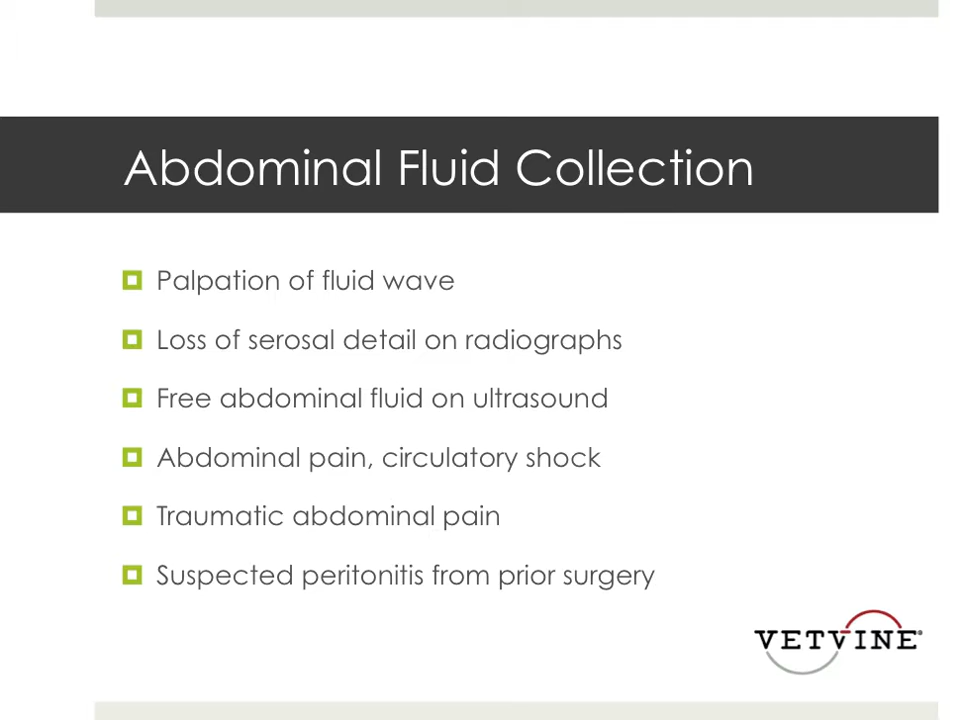 Abdominal Fluid Collection
Palpation of fluid wave
Loss of serosal detail on radiographs
Free abdominal fluid on ultrasound
Abdominal pain, circulatory shock
Traumatic abdominal pain
Suspected peritonitis from prior surgery
VETVINE®